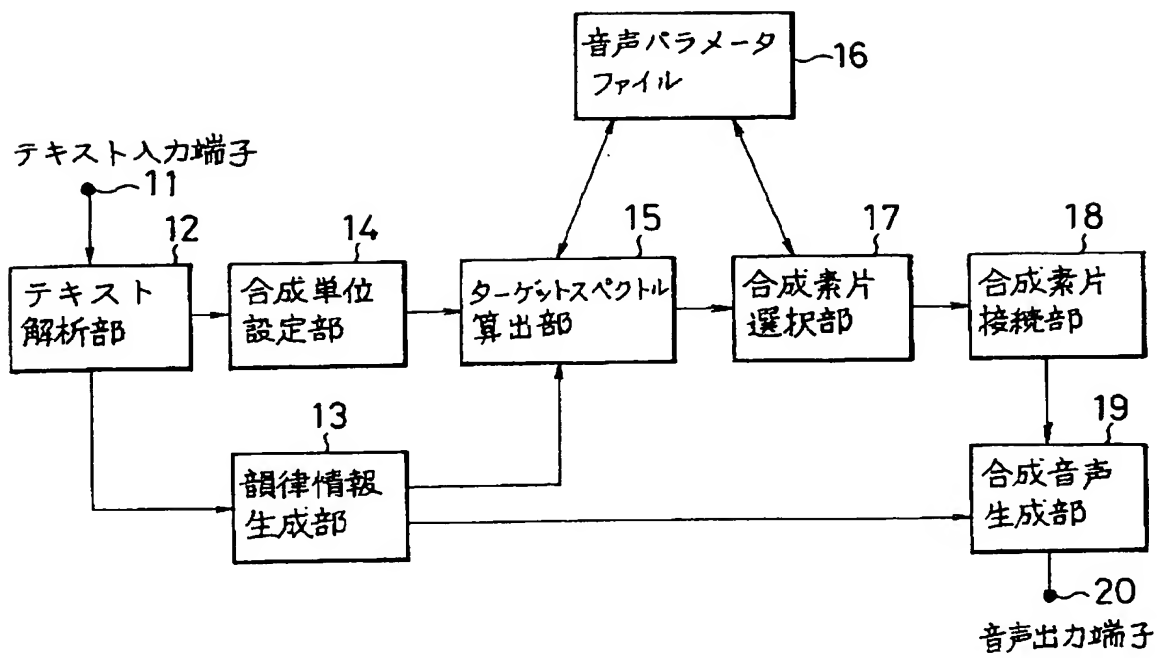 音声パラメータ
ファイル
16
テキスト入力端子
11
12
テキスト
解析部
14
合成単位
設定部
15
ターゲットスペクトル
算出部
17
合成素片
選択部
18
合成素片
接続部
13
韻律情報
生成部
19
合成音声
生成部
20
音声出力端子